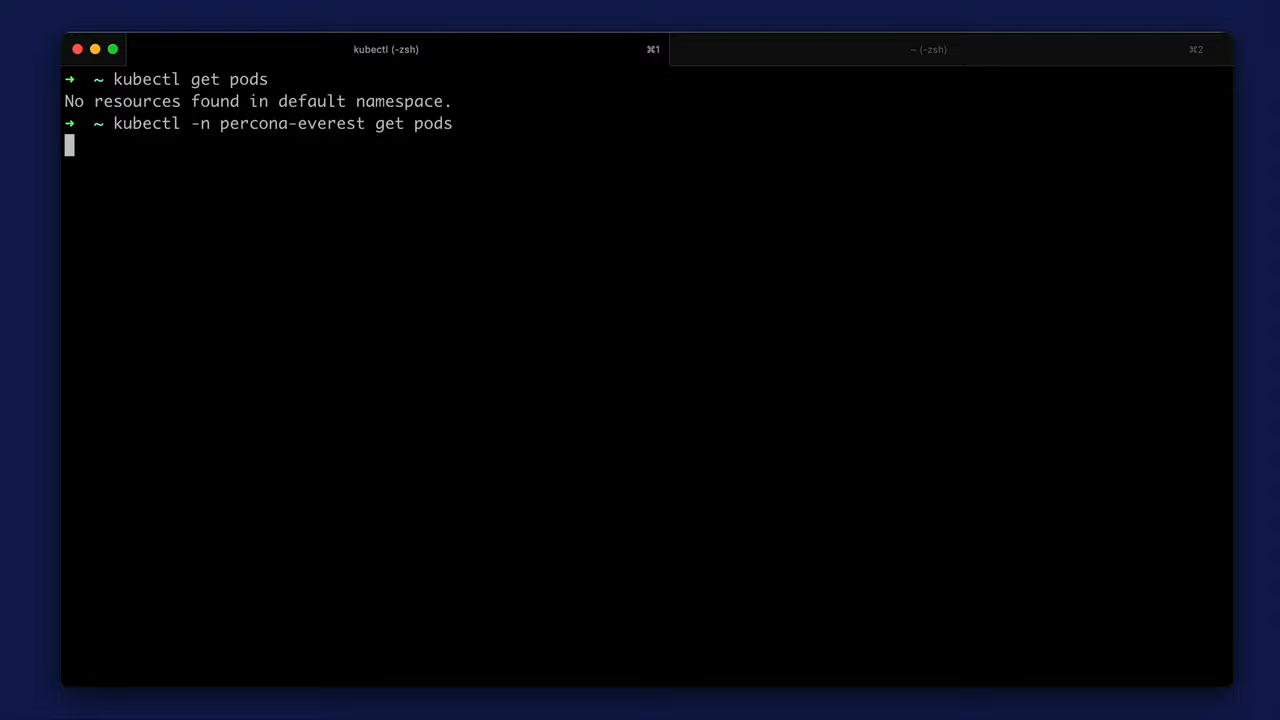 kubectl (-zsh) ⌘1 ~ (-zsh) ⌘2
➜ ~ kubectl get pods
No resources found in default namespace.
➜ ~ kubectl -n percona-everest get pods